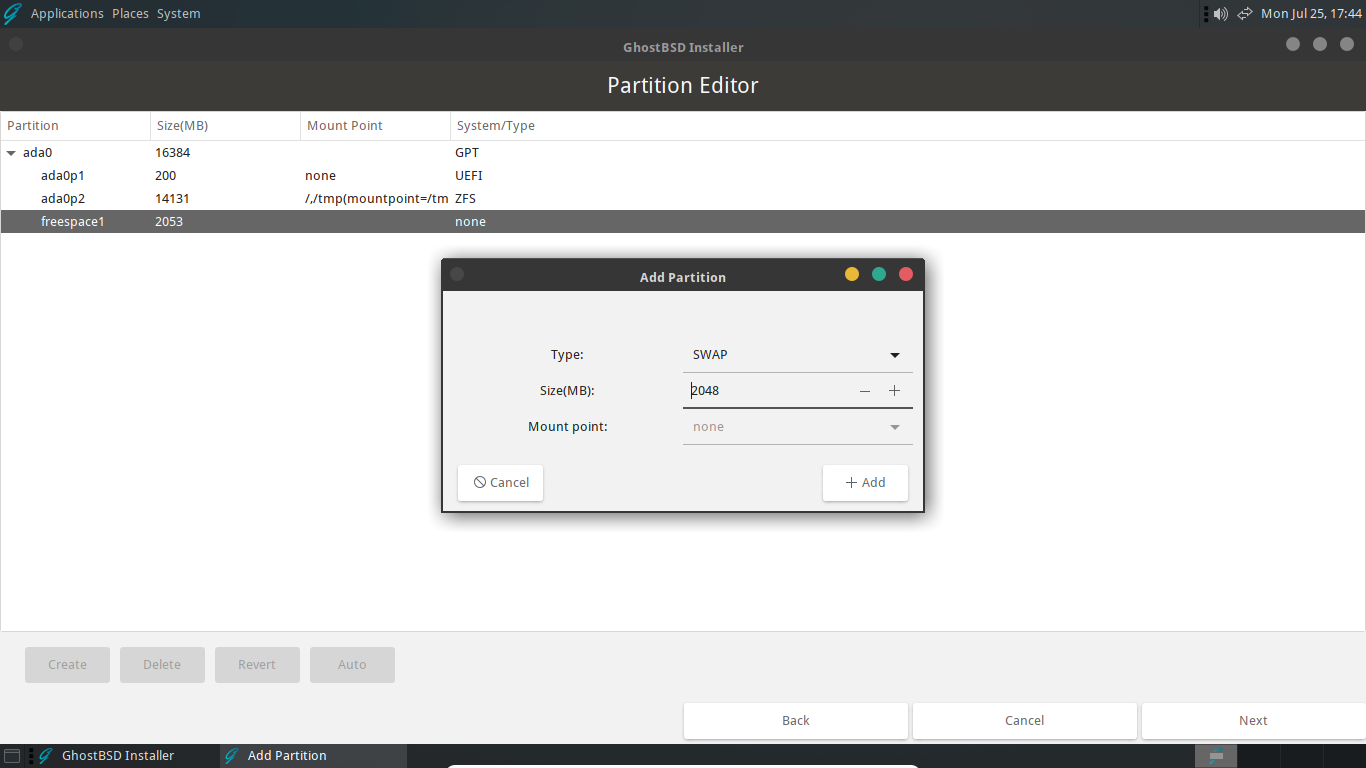 Applications Places System Mon Jul 25, 17:44
GhostBSD Installer
Partition Editor
Partition Size(MB) Mount Point System/Type
ada0 16384 GPT
ada0p1 200 none UEFI
ada0p2 14131 /,/tmp(mountpoint=/tm ZFS
freespace1 2053 none
Add Partition
Type: SWAP
Size(MB): 2048
Mount point: none
Cancel Add
Create Delete Revert Auto
Back Cancel Next
GhostBSD Installer Add Partition